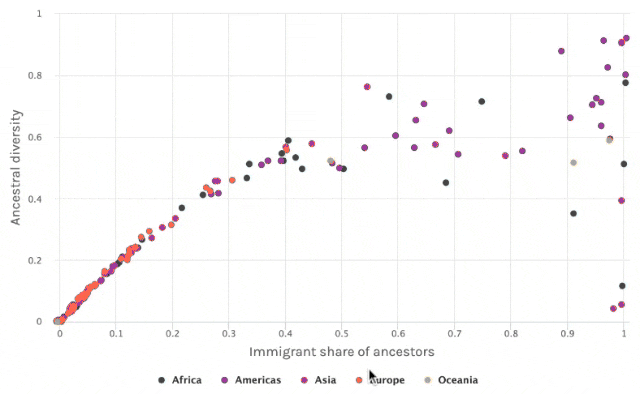 1
0.8
0.6
0.4
0.2
0
Ancestral diversity
0 0.1 0.2 0.3 0.4 0.5 0.6 0.7 0.8 0.9 1
Immigrant share of ancestors
Africa Americas Asia Europe Oceania